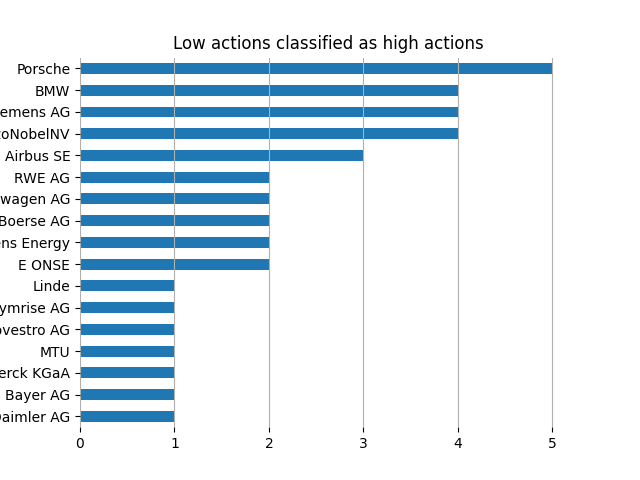 Low actions classified as high actions
Porsche
BMW
emens AG
oNobelNV
Airbus SE
RWE AG
wagen AG
Boerse AG
ens Energy
E ONSE
Linde
ymrise AG
ovestro AG
MTU
erck KGaA
Bayer AG
Daimler AG
0 1 2 3 4 5